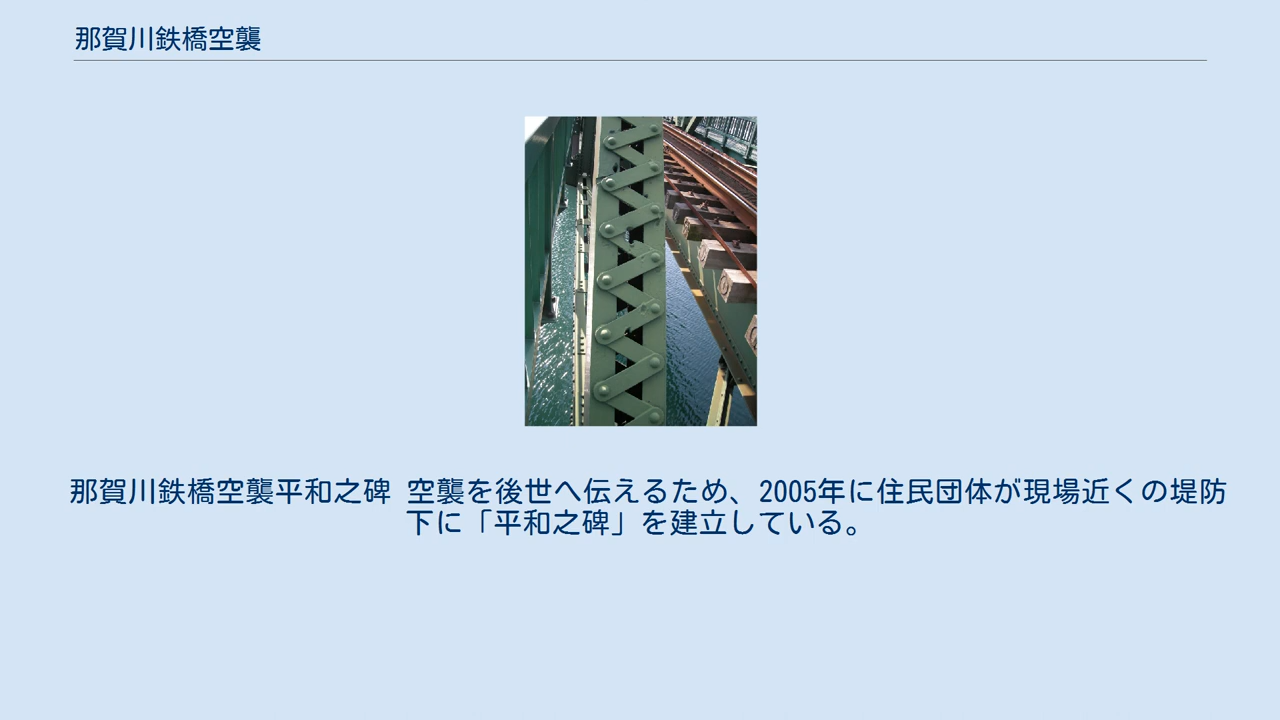 那賀川鉄橋空襲
那賀川鉄橋空襲平和之碑 空襲を後世へ伝えるため、2005年に住民団体が現場近くの堤防
下に「平和之碑」を建立している。